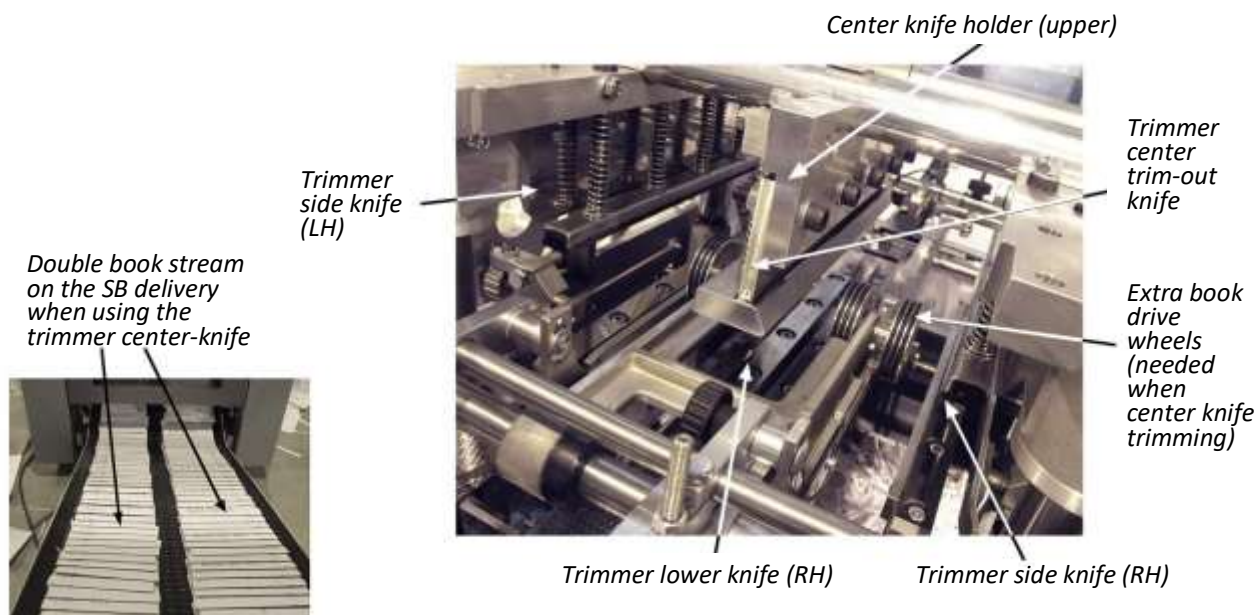 Center knife holder (upper)
Trimmer
center
trim-out
knife
Trimmer
side knife
(LH)
Double book stream
on the SB delivery
when using the
trimmer center-knife
Extra book
drive
wheels
(needed
when
center knife
trimming)
Trimmer lower knife (RH)
Trimmer side knife (RH)